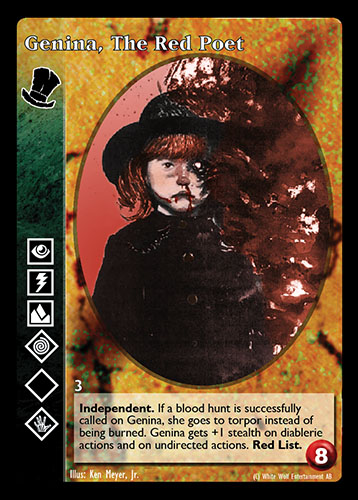 Genina, The Red Poet
3
Independent. If a blood hunt is successfully
called on Genina, she goes to torpor instead of
being burned. Genina gets +1 stealth on diablerie
actions and on undirected actions. Red List.
8
Illus: Ken Meyer, Jr.
(C) White Wolf Entertainment AB